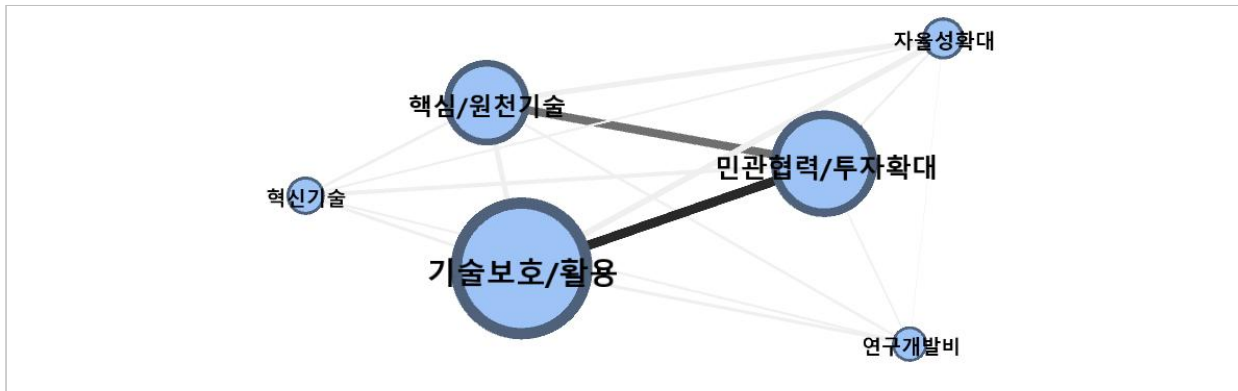 자율성확대
핵심/원천기술
민관협력/투자확대
혁신기술
기술보호/활용
연구개발비